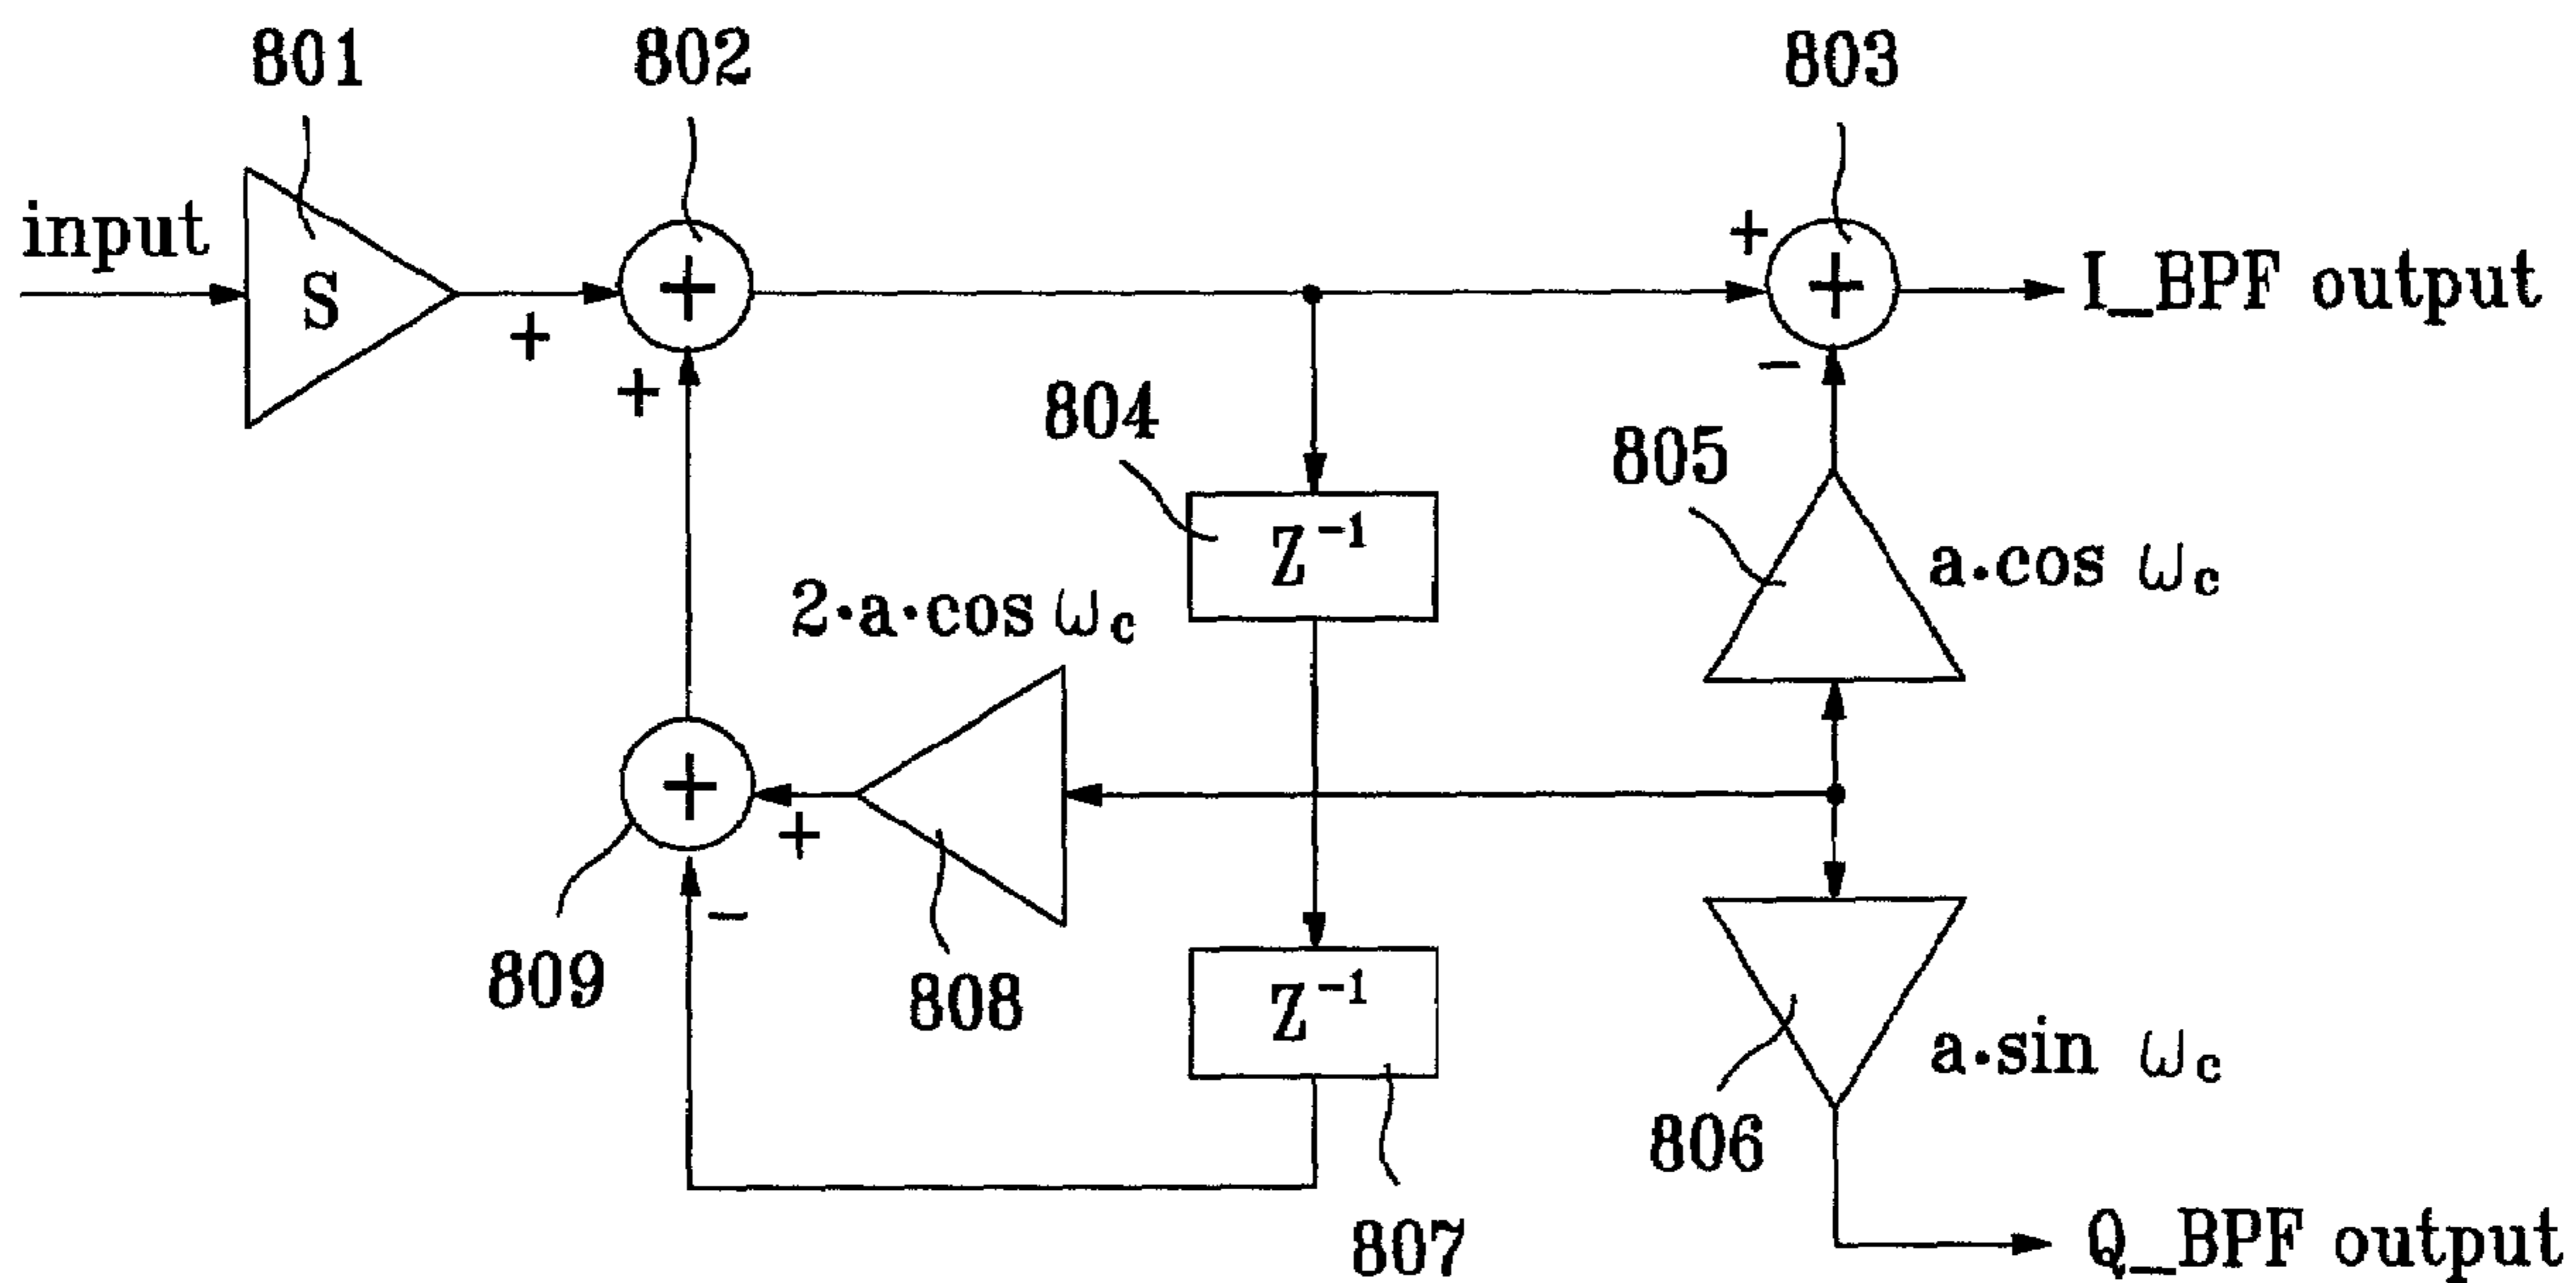 801
802
803
input
S
+
+
+
+
+
I_BPF output
-
804
805
Z⁻¹
a·cos ωc
2·a·cos ωc
+
+
-
809
808
Z⁻¹
a·sin ωc
806
807
Q_BPF output